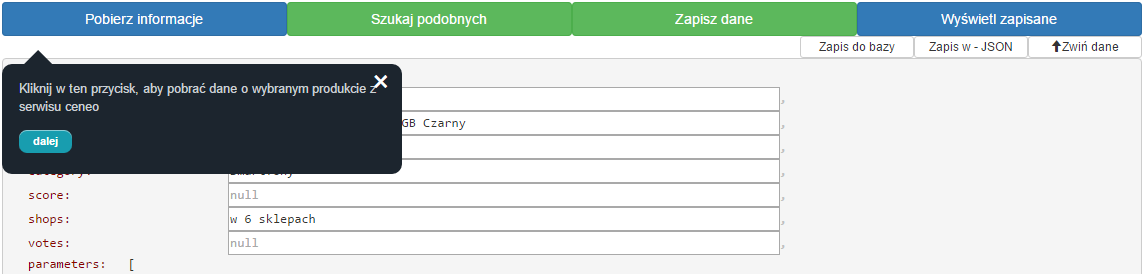 Pobierz informacje Szukaj podobnych Zapisz dane Wyświetl zapisane
Zapis do bazy Zapis w - JSON Zwiń dane
Kliknij w ten przycisk, aby pobrać dane o wybranym produkcie z
serwisu ceneo
dalej
,
GB Czarny ,
,
,
score: null ,
shops: w 6 sklepach ,
votes: null ,
parameters: [